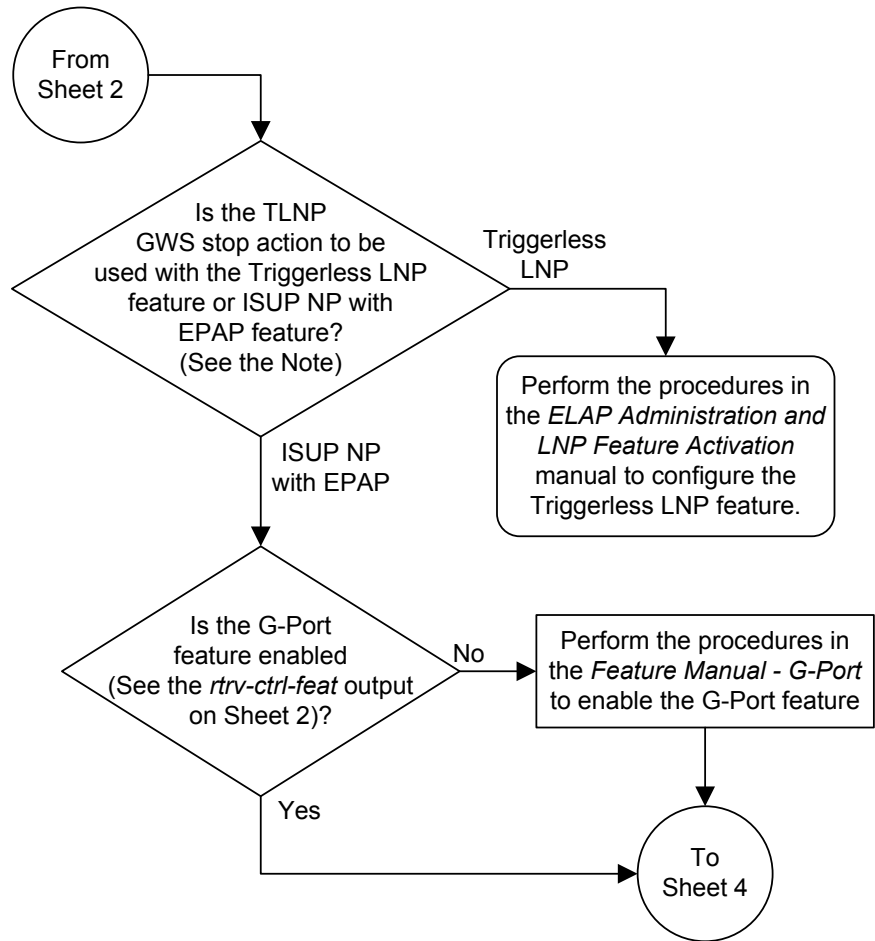 From
Sheet 2
Is the TLNP
GWS stop action to be
used with the Triggerless LNP
feature or ISUP NP with
EPAP feature?
(See the Note)
Triggerless
LNP
Perform the procedures in
the ELAP Administration and
LNP Feature Activation
manual to configure the
Triggerless LNP feature.
ISUP NP
with EPAP
Is the G-Port
feature enabled
(See the rtrv-ctrl-feat output
on Sheet 2)?
No
Perform the procedures in
the Feature Manual - G-Port
to enable the G-Port feature
Yes
To
Sheet 4